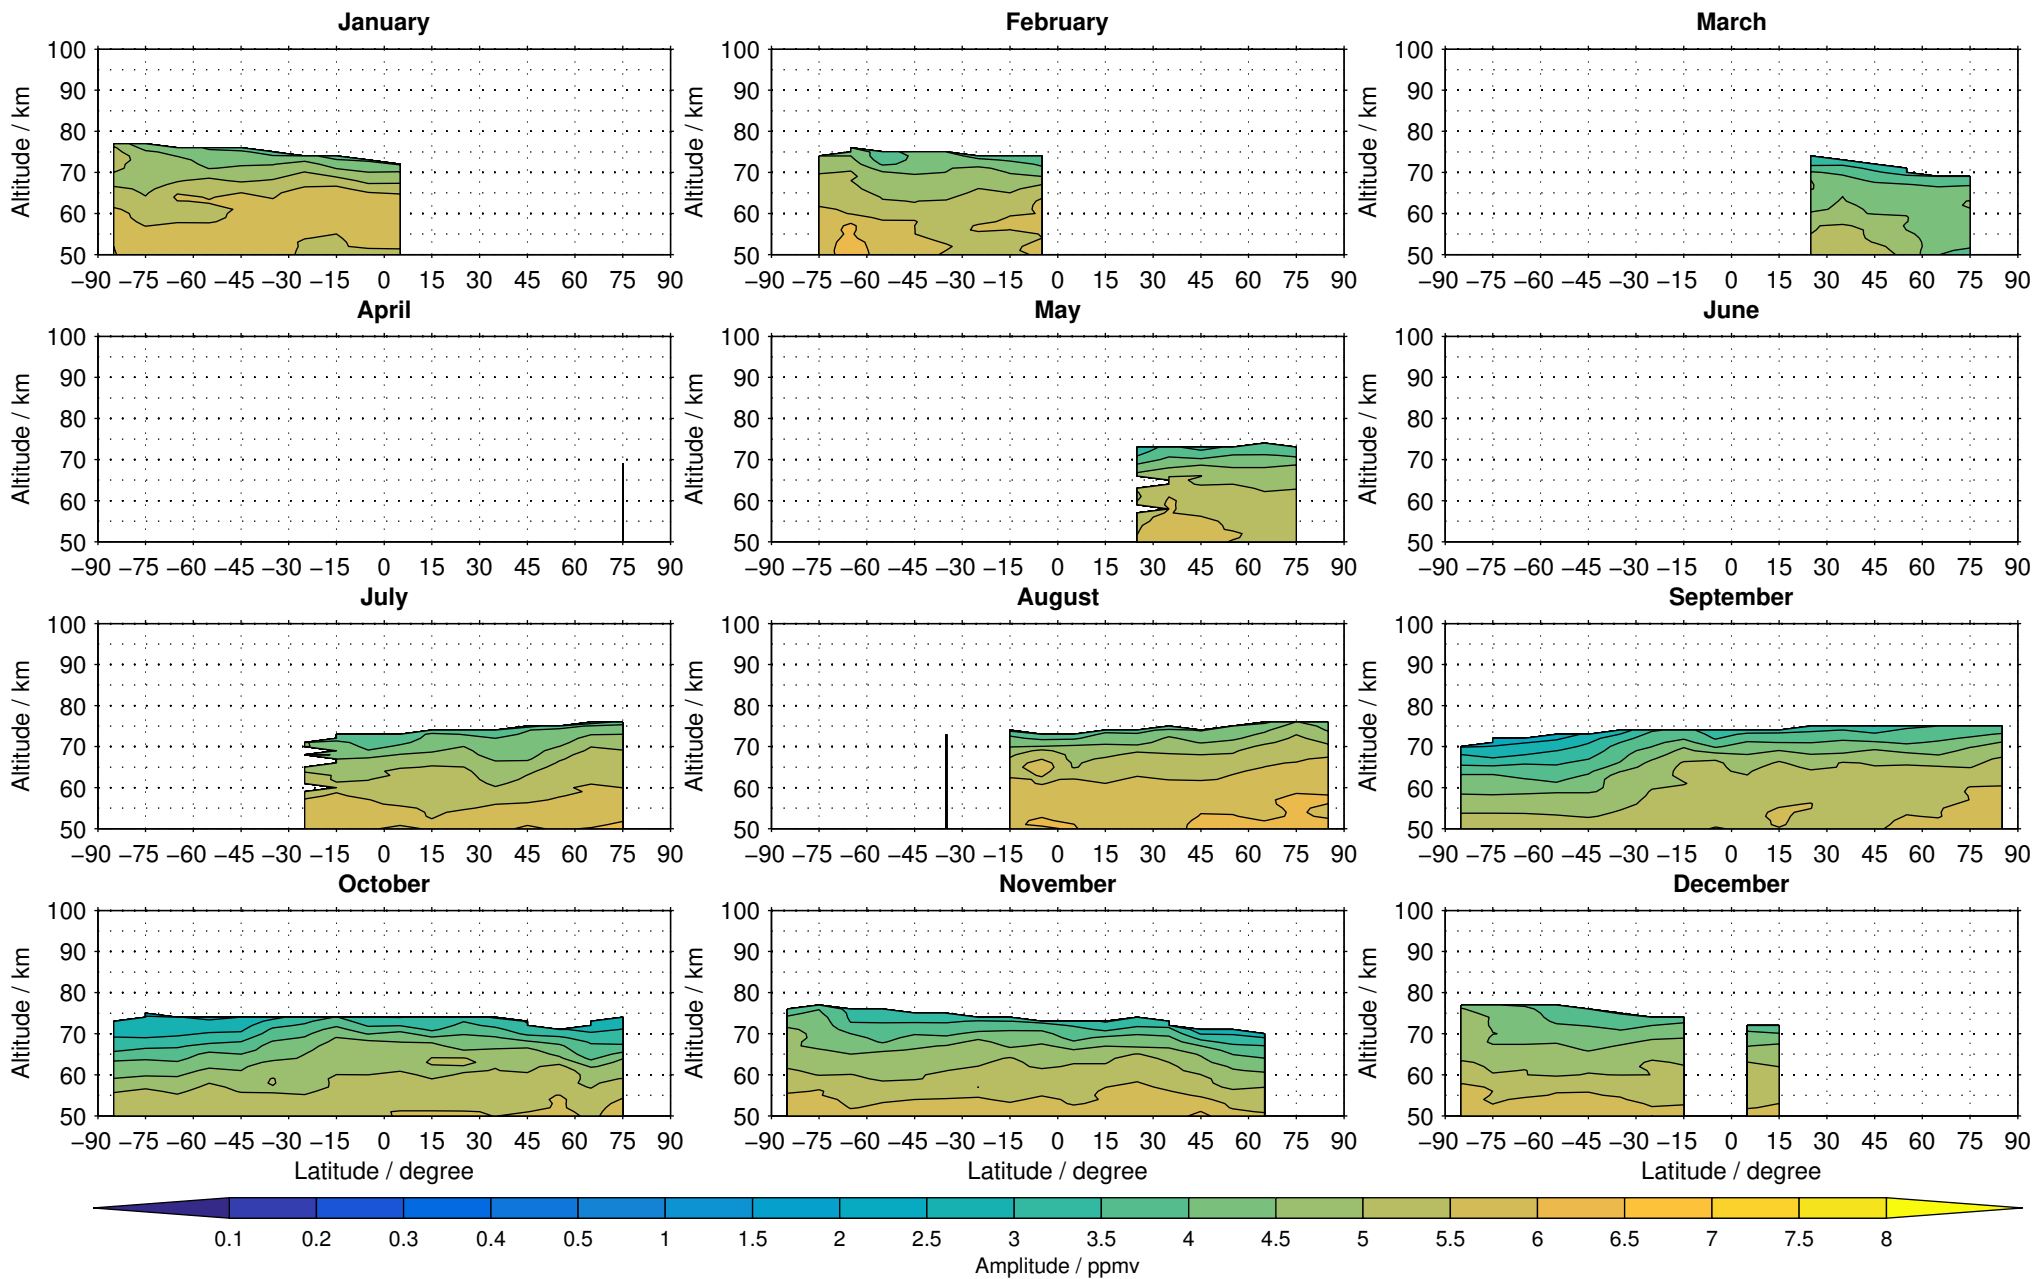 January February March
100 100 100
90 90 90
80 80 80
70 70 70
60 60 60
50 50 50
Altitude / km Altitude / km Altitude / km
−90 −75 −60 −45 −30 −15 0 15 30 45 60 75 90 −90 −75 −60 −45 −30 −15 0 15 30 45 60 75 90 −90 −75 −60 −45 −30 −15 0 15 30 45 60 75 90
April May June
100 100 100
90 90 90
80 80 80
70 70 70
60 60 60
50 50 50
Altitude / km Altitude / km Altitude / km
−90 −75 −60 −45 −30 −15 0 15 30 45 60 75 90 −90 −75 −60 −45 −30 −15 0 15 30 45 60 75 90 −90 −75 −60 −45 −30 −15 0 15 30 45 60 75 90
July August September
100 100 100
90 90 90
80 80 80
70 70 70
60 60 60
50 50 50
Altitude / km Altitude / km Altitude / km
−90 −75 −60 −45 −30 −15 0 15 30 45 60 75 90 −90 −75 −60 −45 −30 −15 0 15 30 45 60 75 90 −90 −75 −60 −45 −30 −15 0 15 30 45 60 75 90
October November December
100 100 100
90 90 90
80 80 80
70 70 70
60 60 60
50 50 50
Altitude / km Altitude / km Altitude / km
−90 −75 −60 −45 −30 −15 0 15 30 45 60 75 90 −90 −75 −60 −45 −30 −15 0 15 30 45 60 75 90 −90 −75 −60 −45 −30 −15 0 15 30 45 60 75 90
Latitude / degree Latitude / degree Latitude / degree
0.1 0.2 0.3 0.4 0.5 1 1.5 2 2.5 3 3.5 4 4.5 5 5.5 6 6.5 7 7.5 8
Amplitude / ppmv